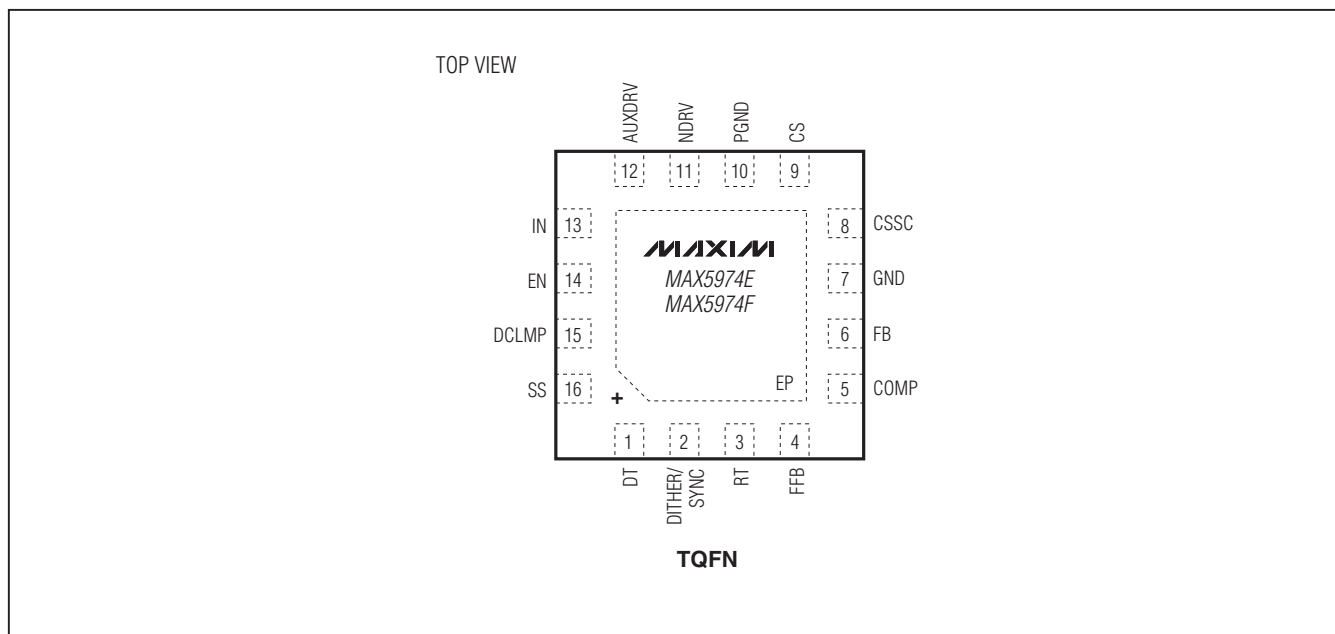 TOP VIEW
AUXDRV
NDRV
PGND
CS
12
11
10
9
IN
13
8
CSSC
MAXIM
MAX5974E
MAX5974F
EN
14
7
GND
DCLMP
15
6
FB
SS
16
5
COMP
EP
+
1
2
3
4
DT
DITHER/
SYNC
RT
FFB
TQFN